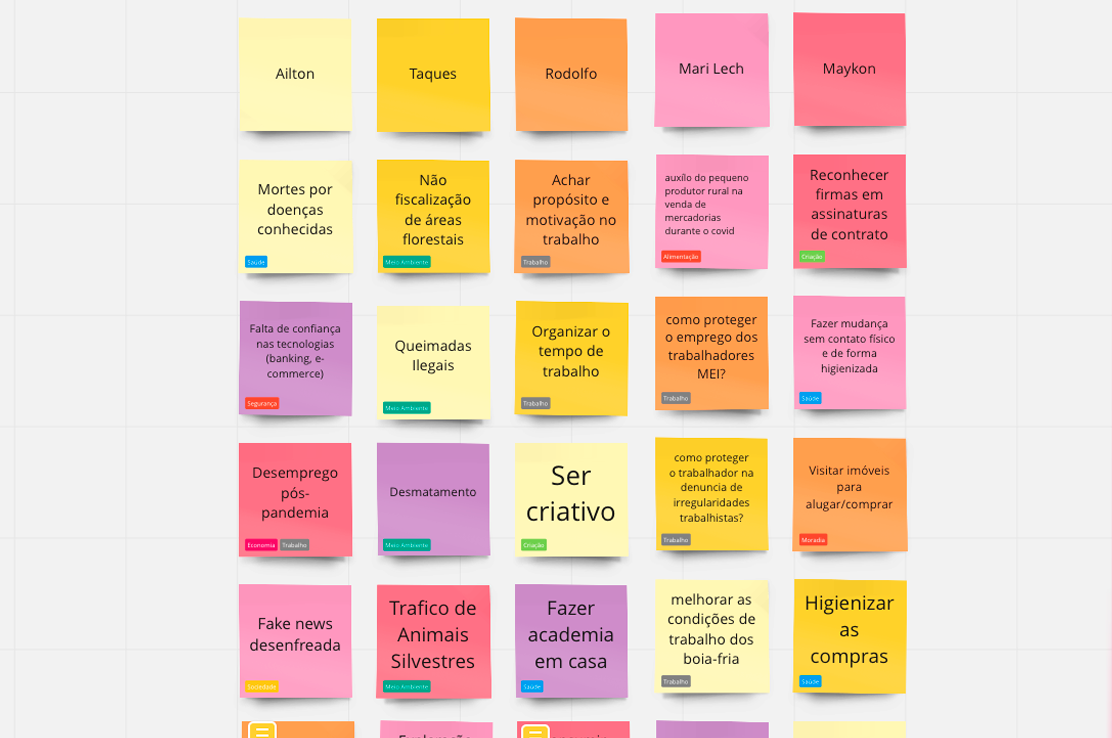 Ailton
Taques
Rodolfo
Mari Lech
Maykon
Mortes por
doenças
conhecidas
Saúde
Não
fiscalização
de áreas
florestais
Meio Ambiente
Achar
propósito e
motivação no
trabalho
Trabalho
auxílo do pequeno
produtor rural na
venda de
mercadorias
durante o covid
Alimentação
Reconhecer
firmas em
assinaturas
de contrato
Criação
Falta de confiança
nas tecnologias
(banking, e-
commerce)
Segurança
Queimadas
Ilegais
Meio Ambiente
Organizar o
tempo de
trabalho
Trabalho
como proteger
o emprego dos
trabalhadores
MEI?
Trabalho
Fazer mudança
sem contato físico
e de forma
higienizada
Saúde
Desemprego
pós-
pandemia
Economia Trabalho
Desmatamento
Meio Ambiente
Ser
criativo
Criação
como proteger
o trabalhador na
denuncia de
irregularidades
trabalhistas?
Trabalho
Visitar imóveis
para
alugar/comprar
Moradia
Fake news
desenfreada
Sociedade
Trafico de
Animais
Silvestres
Meio Ambiente
Fazer
academia
em casa
Saúde
melhorar as
condições de
trabalho dos
boia-fria
Trabalho
Higienizar
as
compras
Saúde